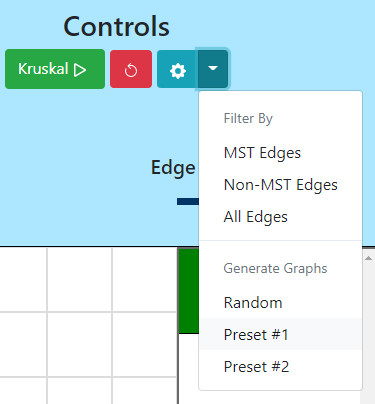 Controls
Kruskal
Filter By
MST Edges
Edge
Non-MST Edges
All Edges
Generate Graphs
Random
Preset #1
Preset #2